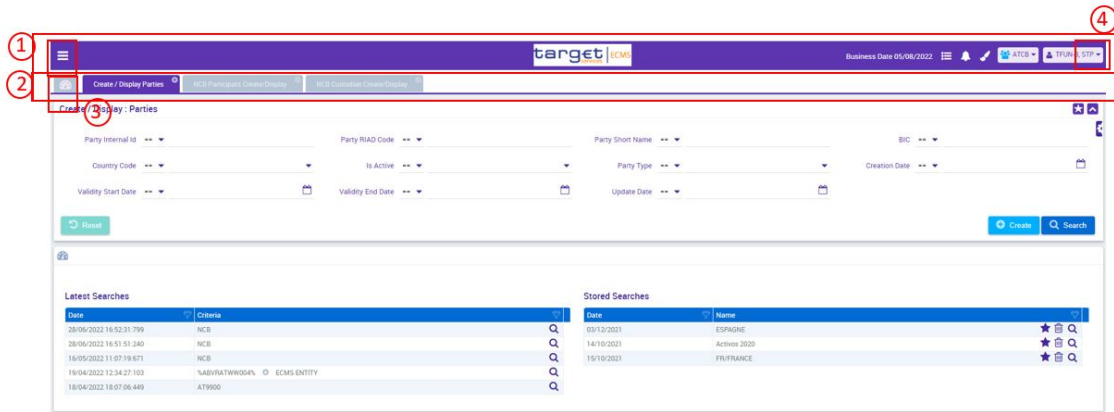 4
1
target SERVICES ECMS
Business Date 05/08/2022 ATCB TFUN-, STP
2
Create / Display Parties NCB Participants Create/Display NCB Custodian Create/Display
3
Create / Display : Parties
Party Internal Id -- Party RIAD Code -- Party Short Name -- BIC --
Country Code -- Is Active -- Party Type -- Creation Date --
Validity Start Date -- Validity End Date -- Update Date --
Reset Create Search
Latest Searches Stored Searches
Date Criteria Date Name
28/06/2022 16:52:31:799 NCB 03/12/2021 ESPAGNE
28/06/2022 16:51:51:240 NCB 14/10/2021 Activos 2020
16/05/2022 11:07:19:671 NCB 15/10/2021 FR/FRANCE
19/04/2022 12:34:27:103 %ABVRATWW004% ECMS ENTITY
18/04/2022 18:07:06:449 AT9900